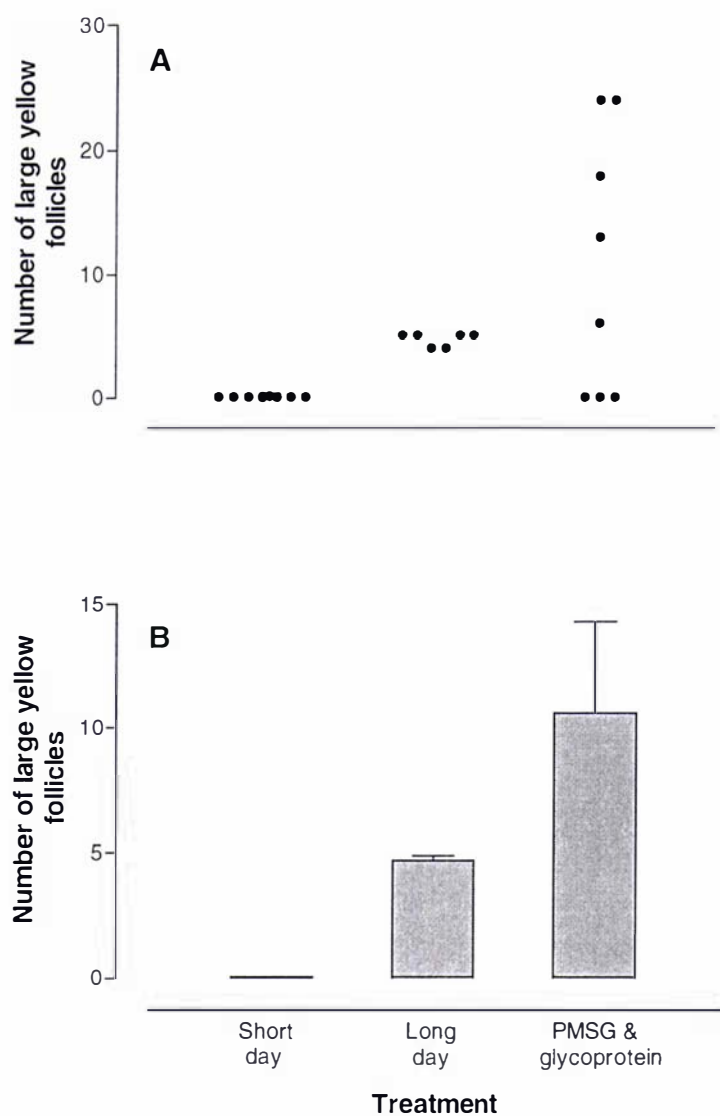 30
A
Number of large yellow
follicles
20
10
0
15
B
Number of large yellow
follicles
10
5
0
Short
day
Long
day
PMSG &
glycoprotein
Treatment